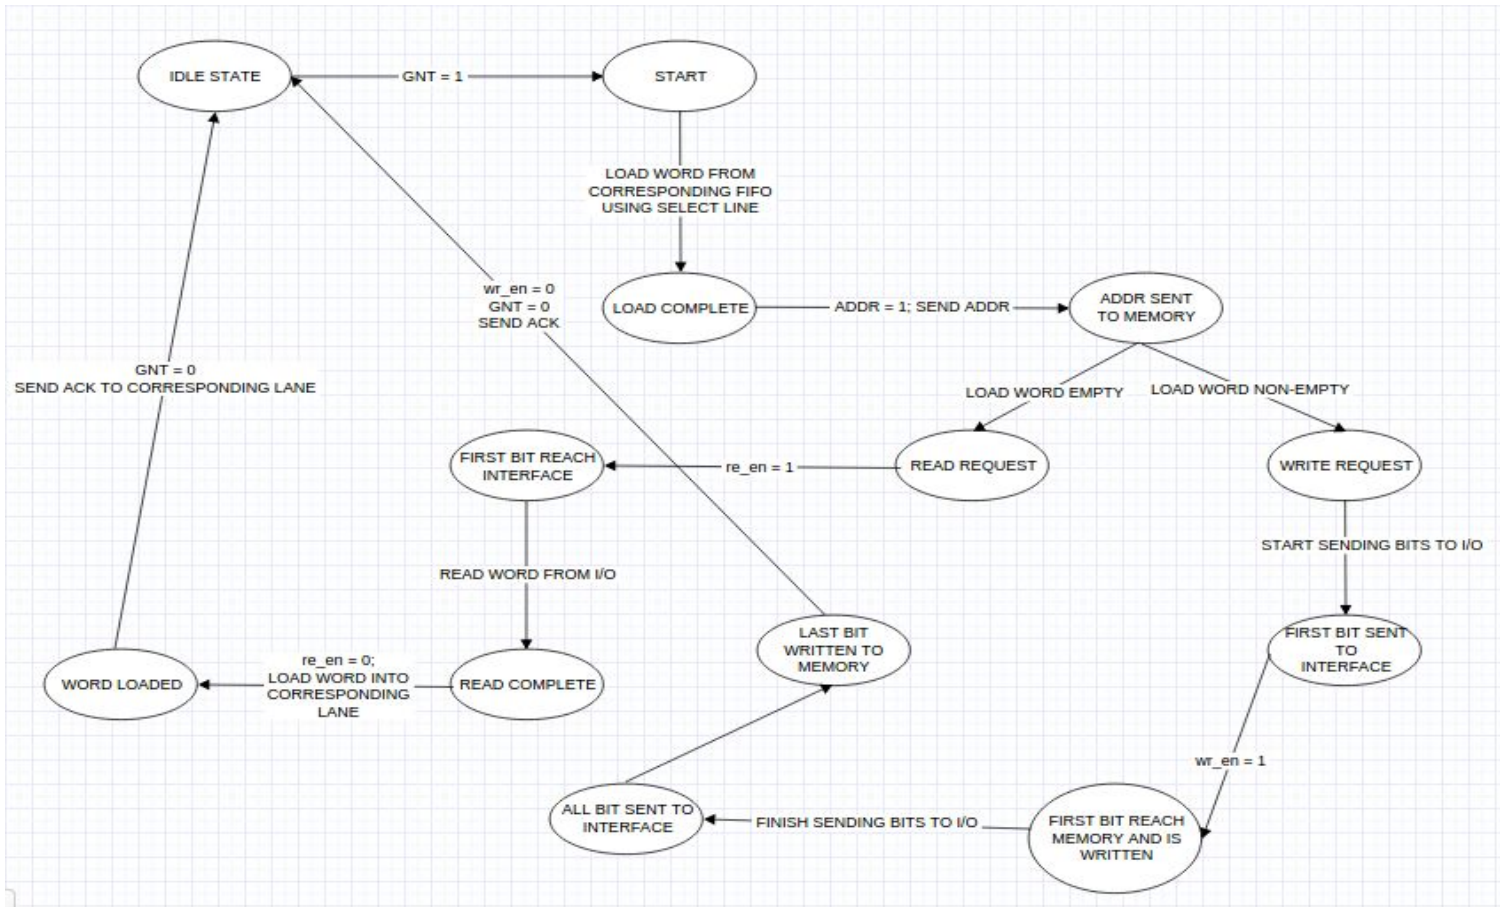 IDLE STATE
GNT = 1
START
LOAD WORD FROM
CORRESPONDING FIFO
USING SELECT LINE
wr_en = 0
GNT = 0
SEND ACK
LOAD COMPLETE
ADDR = 1; SEND ADDR
ADDR SENT
TO MEMORY
GNT = 0
SEND ACK TO CORRESPONDING LANE
LOAD WORD EMPTY
LOAD WORD NON-EMPTY
FIRST BIT REACH
INTERFACE
re_en = 1
READ REQUEST
WRITE REQUEST
START SENDING BITS TO I/O
READ WORD FROM I/O
WORD LOADED
re_en = 0;
LOAD WORD INTO
CORRESPONDING
LANE
READ COMPLETE
LAST BIT
WRITTEN TO
MEMORY
FIRST BIT SENT
TO
INTERFACE
wr_en = 1
ALL BIT SENT TO
INTERFACE
FINISH SENDING BITS TO I/O
FIRST BIT REACH
MEMORY AND IS
WRITTEN